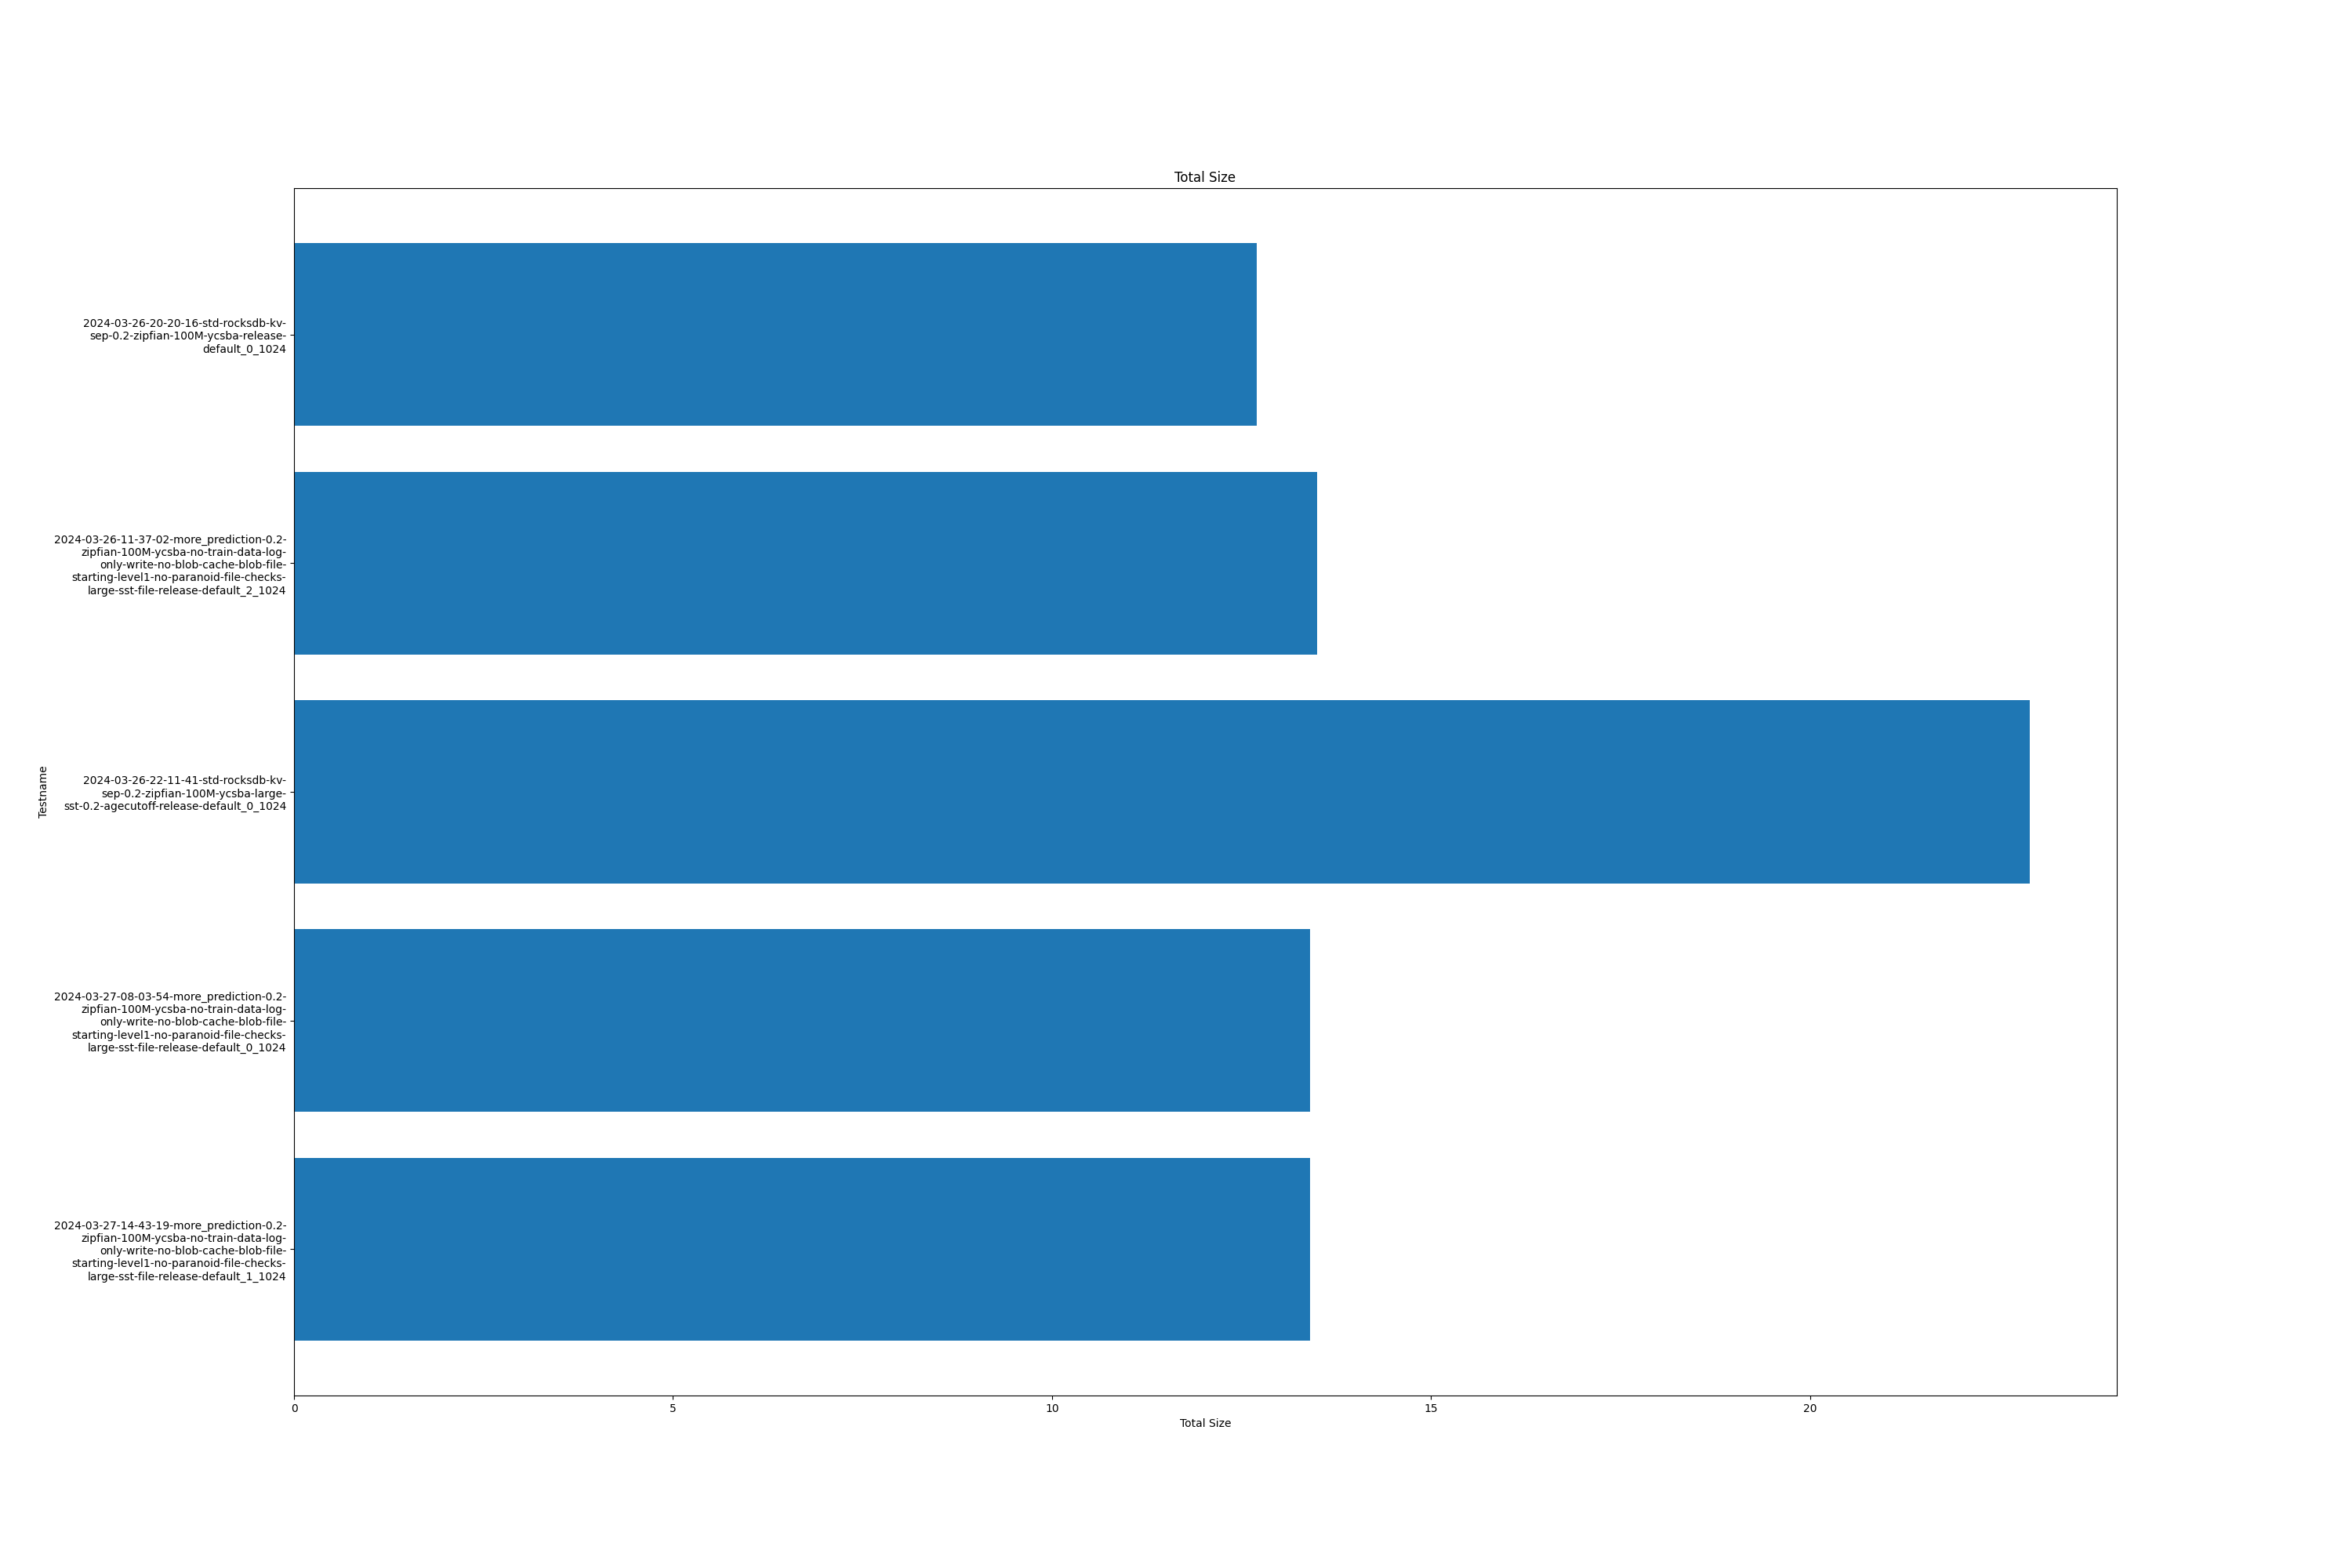 Total Size
2024-03-26-20-20-16-std-rocksdb-kv-
sep-0.2-zipfian-100M-ycsba-release-
default_0_1024
2024-03-26-11-37-02-more_prediction-0.2-
zipfian-100M-ycsba-no-train-data-log-
only-write-no-blob-cache-blob-file-
starting-level1-no-paranoid-file-checks-
large-sst-file-release-default_2_1024
2024-03-26-22-11-41-std-rocksdb-kv-
sep-0.2-zipfian-100M-ycsba-large-
sst-0.2-agecutoff-release-default_0_1024
2024-03-27-08-03-54-more_prediction-0.2-
zipfian-100M-ycsba-no-train-data-log-
only-write-no-blob-cache-blob-file-
starting-level1-no-paranoid-file-checks-
large-sst-file-release-default_0_1024
2024-03-27-14-43-19-more_prediction-0.2-
zipfian-100M-ycsba-no-train-data-log-
only-write-no-blob-cache-blob-file-
starting-level1-no-paranoid-file-checks-
large-sst-file-release-default_1_1024
Testname
0 5 10 15 20
Total Size